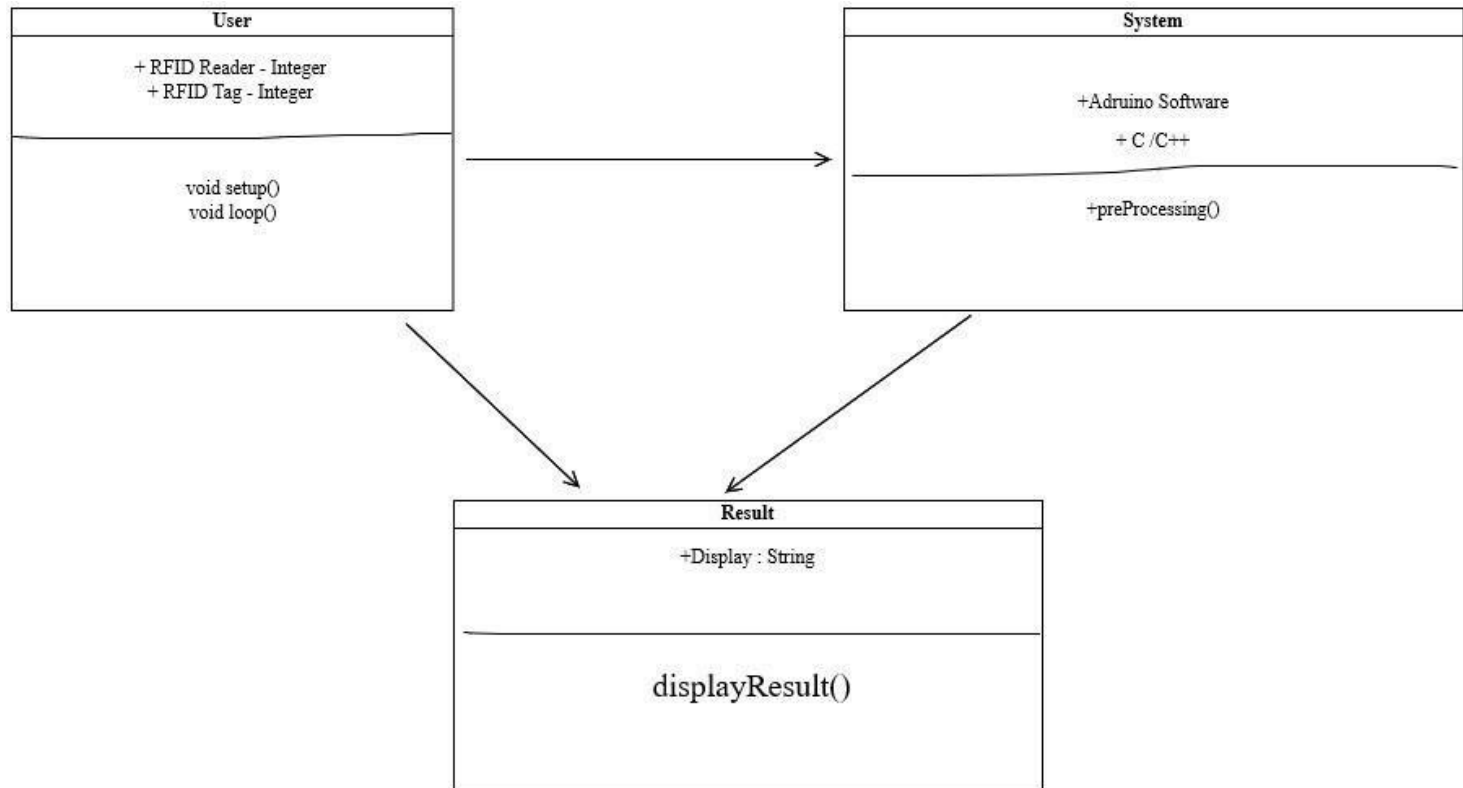 User
+ RFID Reader - Integer
+ RFID Tag - Integer
void setup()
void loop()
System
+Adruino Software
+ C /C++
+preProcessing()
Result
+Display : String
displayResult()